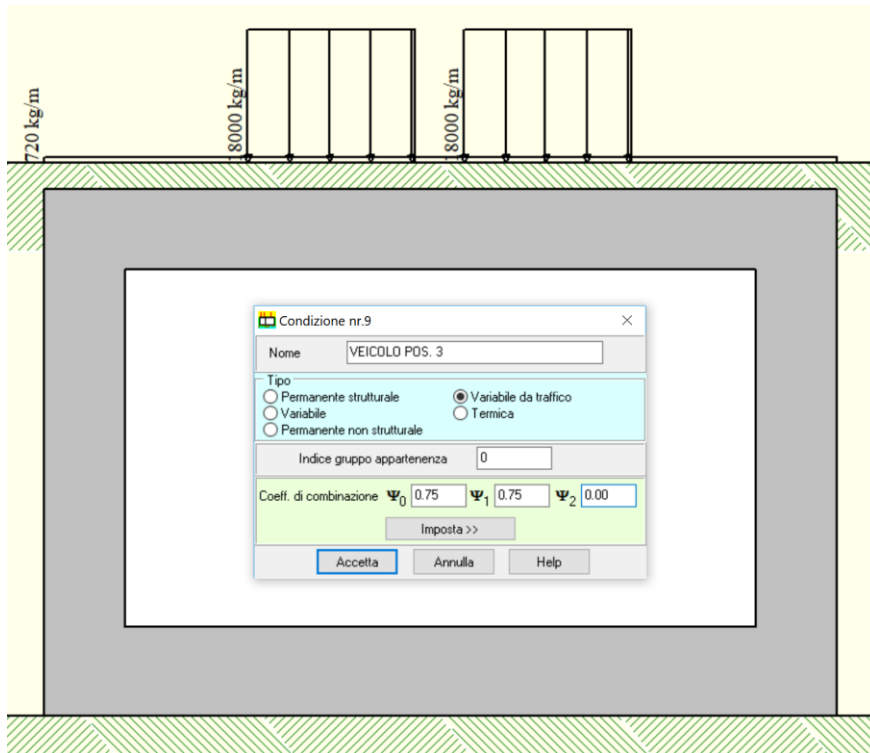 720 kg/m
18000 kg/m
18000 kg/m
Condizione nr.9
Nome VEICOLO POS. 3
Tipo
Permanente strutturale Variabile da traffico
Variabile Termica
Permanente non strutturale
Indice gruppo appartenenza 0
Coeff. di combinazione Ψ0 0.75 Ψ1 0.75 Ψ2 0.00
Imposta >>
Accetta Annulla Help